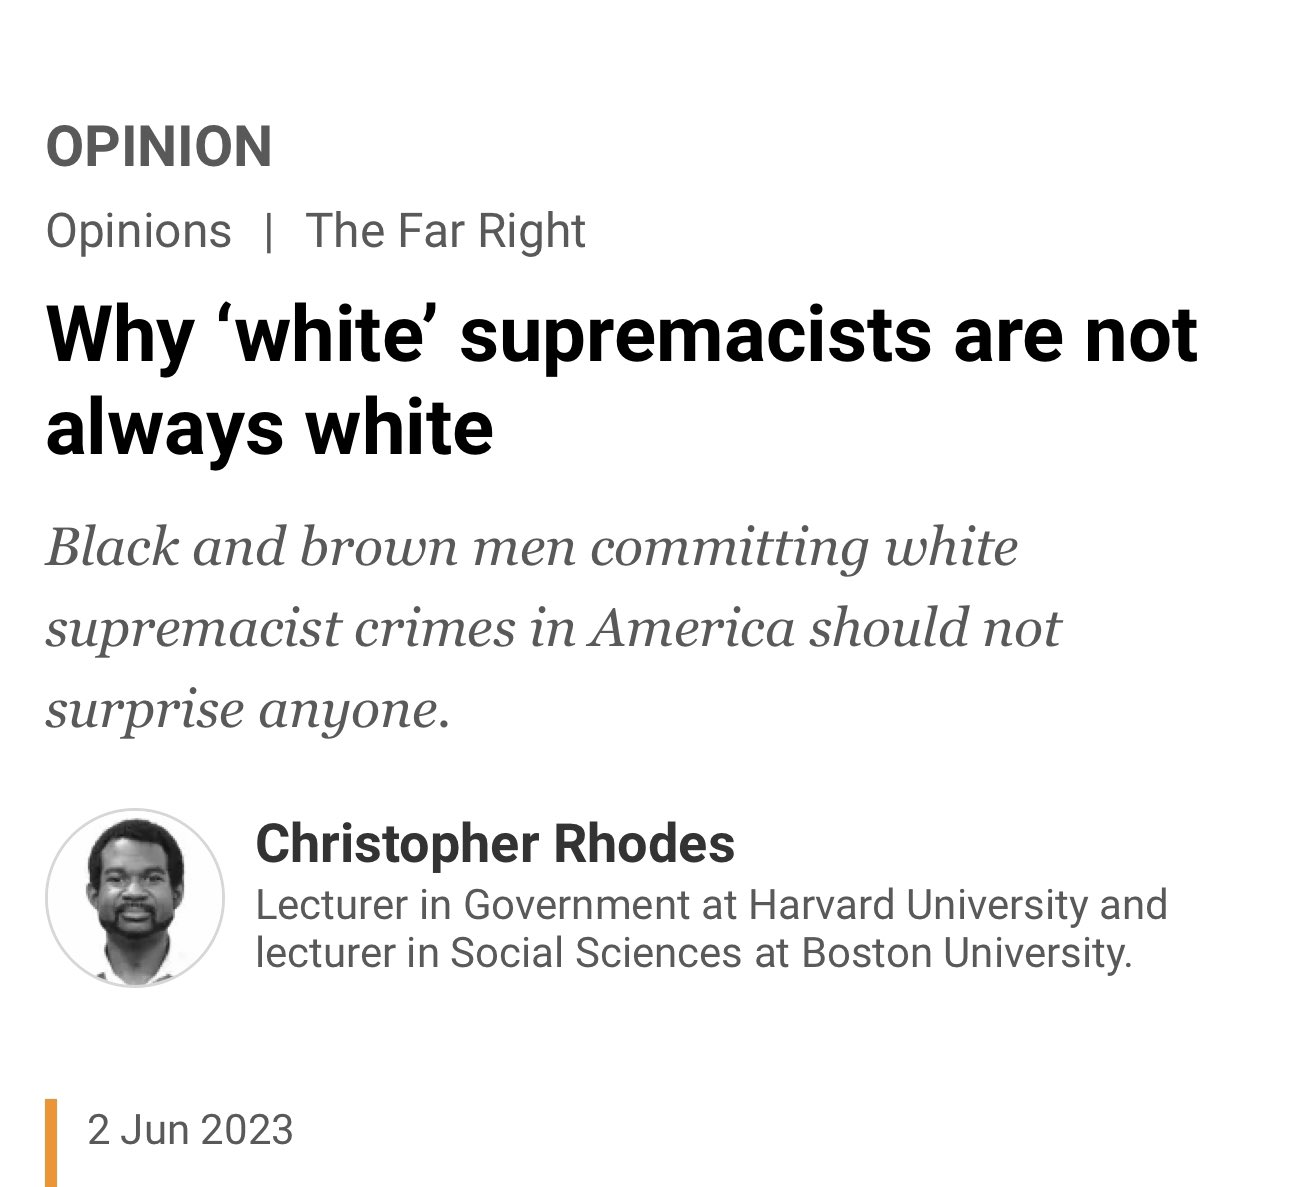 OPINION
Opinions | The Far Right
Why ‘white’ supremacists are not
always white
Black and brown men committing white
supremacist crimes in America should not
surprise anyone.
Christopher Rhodes
Lecturer in Government at Harvard University and
lecturer in Social Sciences at Boston University.
2 Jun 2023